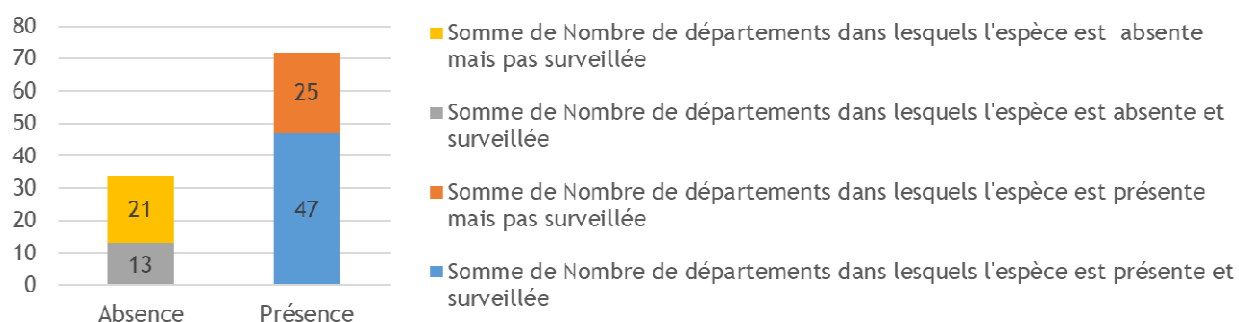 80
70
60
50
40
30
20
10
0
21
13
25
47
Absence
Présence
Somme de Nombre de départements dans lesquels l'espèce est absente
mais pas surveillée
Somme de Nombre de départements dans lesquels l'espèce est absente et
surveillée
Somme de Nombre de départements dans lesquels l'espèce est présente
mais pas surveillée
Somme de Nombre de départements dans lesquels l'espèce est présente et
surveillée